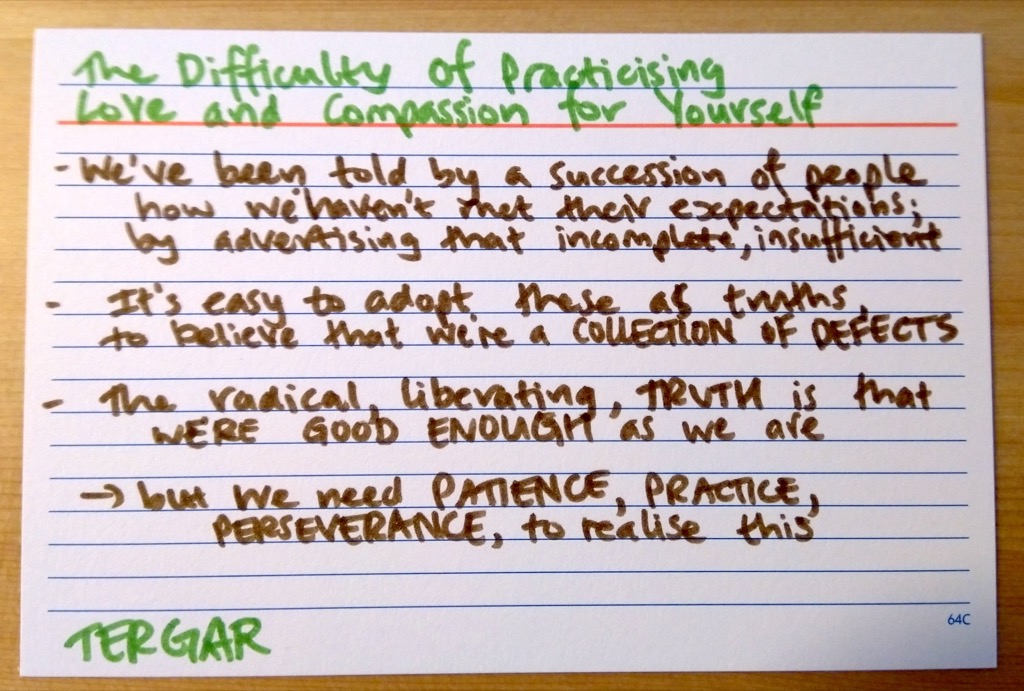 The Difficulty of Practicising
Love and Compassion for Yourself
- We've been told by a succession of people
how we haven't met their expectations;
by advertising that incomplete, insufficient
- It's easy to adopt these as truths,
to believe that we're a COLLECTION OF DEFECTS
- The radical, liberating, TRUTH is that
WE'RE GOOD ENOUGH as we are
→ but we need PATIENCE, PRACTICE,
PERSEVERANCE, to realise this
64C
TERGAR